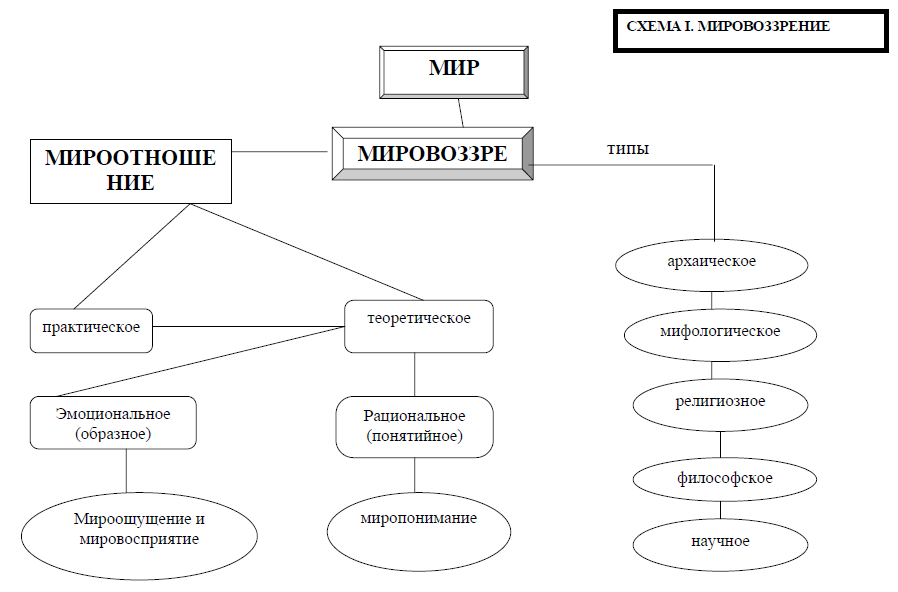 СХЕМА I. МИРОВОЗЗРЕНИЕ
МИР
МИРООТНОШЕ
НИЕ
МИРОВОЗЗРЕ
типы
архаическое
мифологическое
религиозное
философское
научное
практическое
теоретическое
Эмоциональное
(образное)
Рациональное
(понятийное)
Мироощущение и
мировосприятие
миропонимание